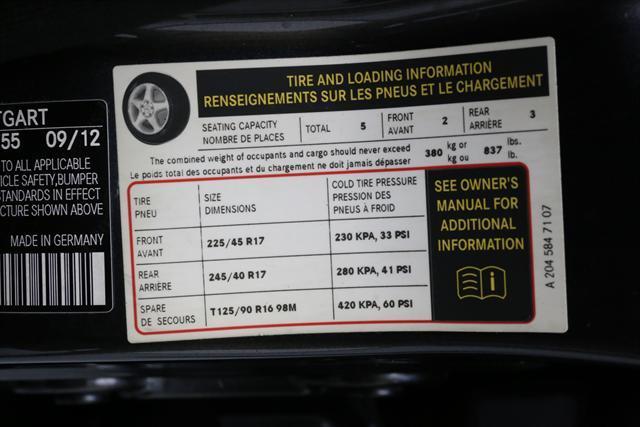 TGART
55 09/12
TO ALL APPLICABLE
ICLE SAFETY,BUMPER
STANDARDS IN EFFECT
CTURE SHOWN ABOVE
MADE IN GERMANY
TIRE AND LOADING INFORMATION
RENSEIGNEMENTS SUR LES PNEUS ET LE CHARGEMENT
SEATING CAPACITY TOTAL 5 FRONT 2 REAR 3
NOMBRE DE PLACES AVANT ARRIÈRE
The combined weight of occupants and cargo should never exceed 380 kg or 837 lbs.
Le poids total des occupants et du chargement ne doit jamais dépasser kg ou lb.
TIRE SIZE COLD TIRE PRESSURE
PNEU DIMENSIONS PRESSION DES
PNEUS À FROID
FRONT 225/45 R17 230 KPA, 33 PSI
AVANT
REAR 245/40 R17 280 KPA, 41 PSI
ARRIÈRE
SPARE T125/90 R16 98M 420 KPA, 60 PSI
DE SECOURS
SEE OWNER'S
MANUAL FOR
ADDITIONAL
INFORMATION
i
A 204 584 71 07